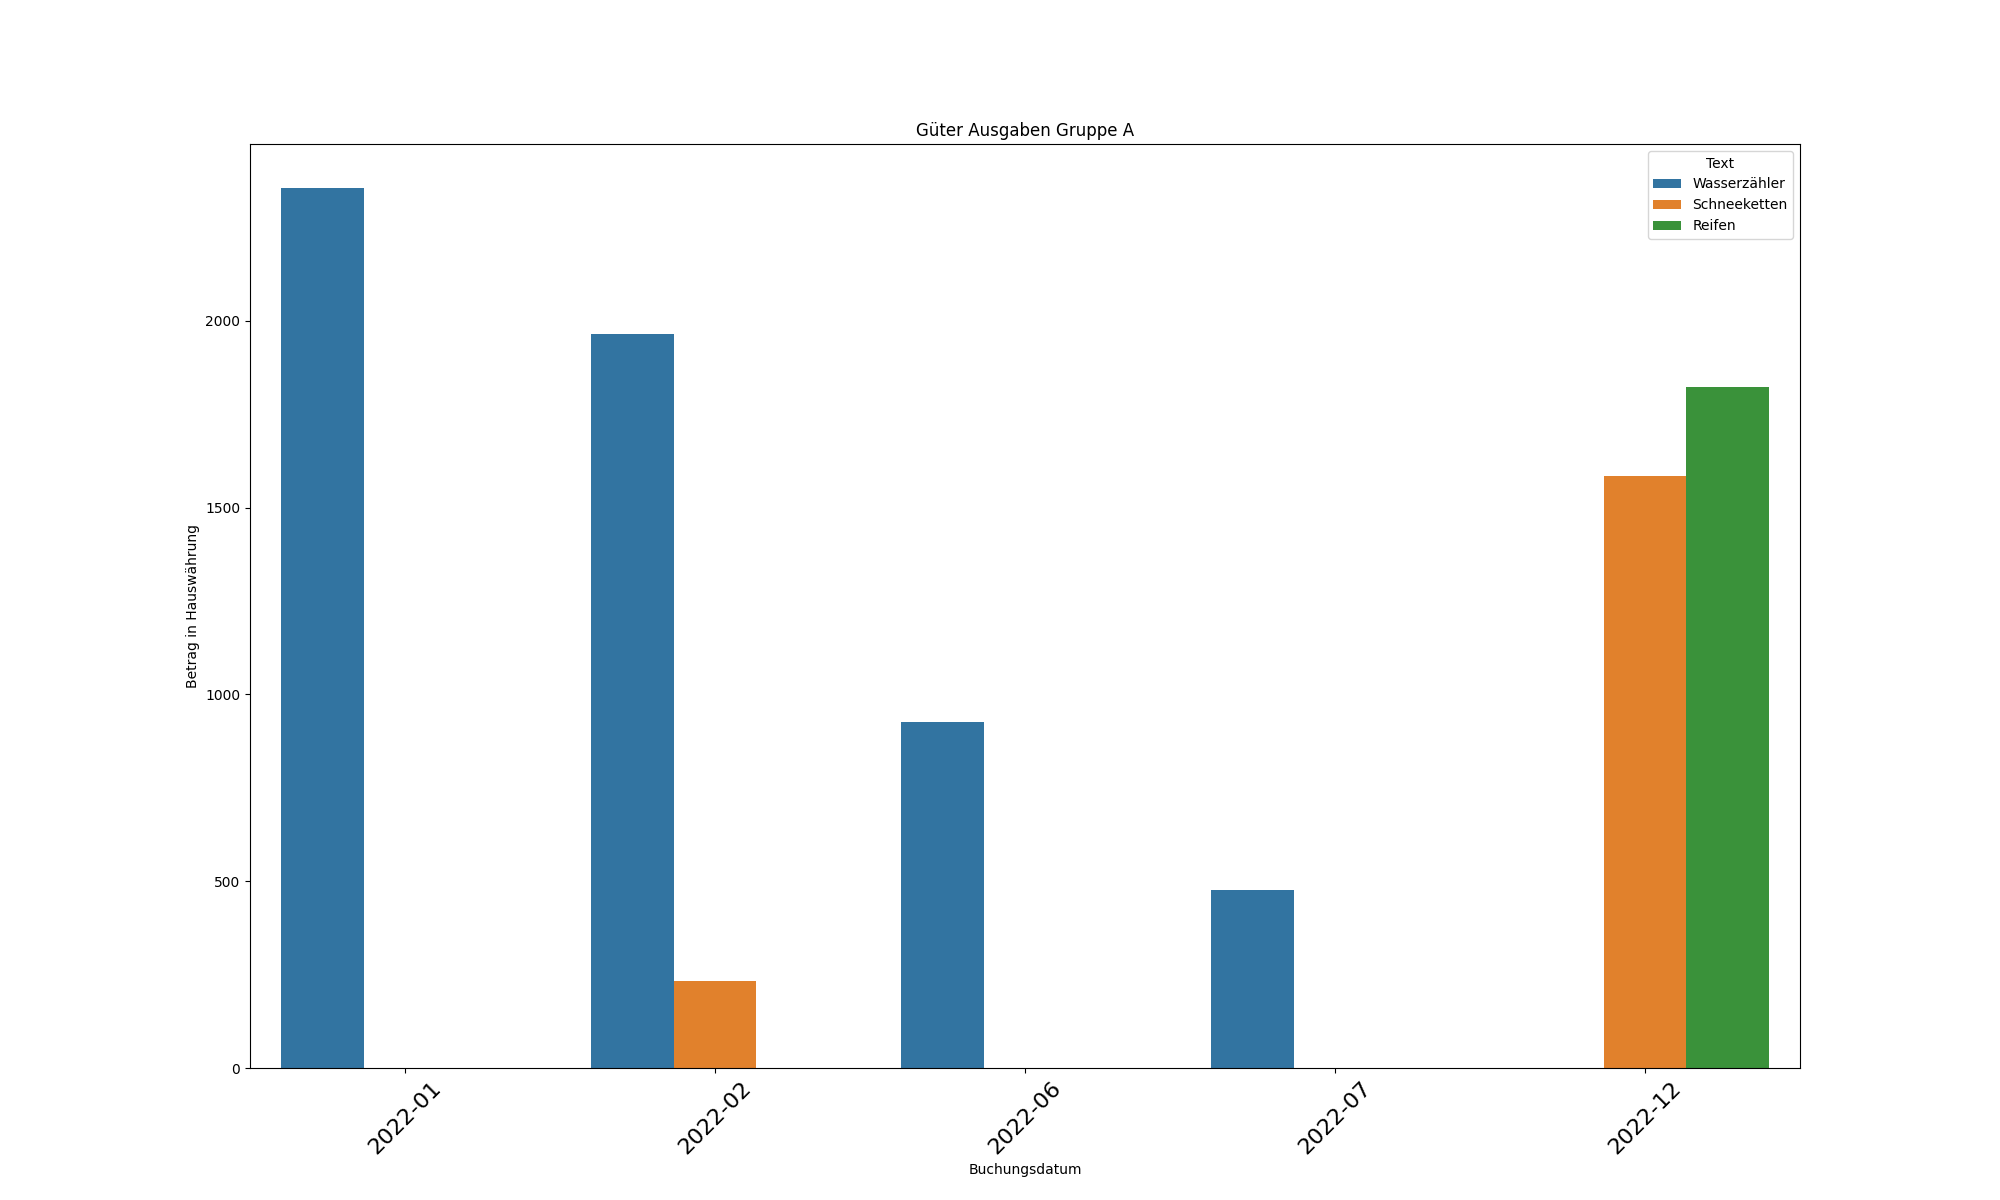 Güter Ausgaben Gruppe A
Text
Wasserzähler
Schneeketten
Reifen
Betrag in Hauswährung
2000
1500
1000
500
0
2022-01
2022-02
2022-06
2022-07
2022-12
Buchungsdatum